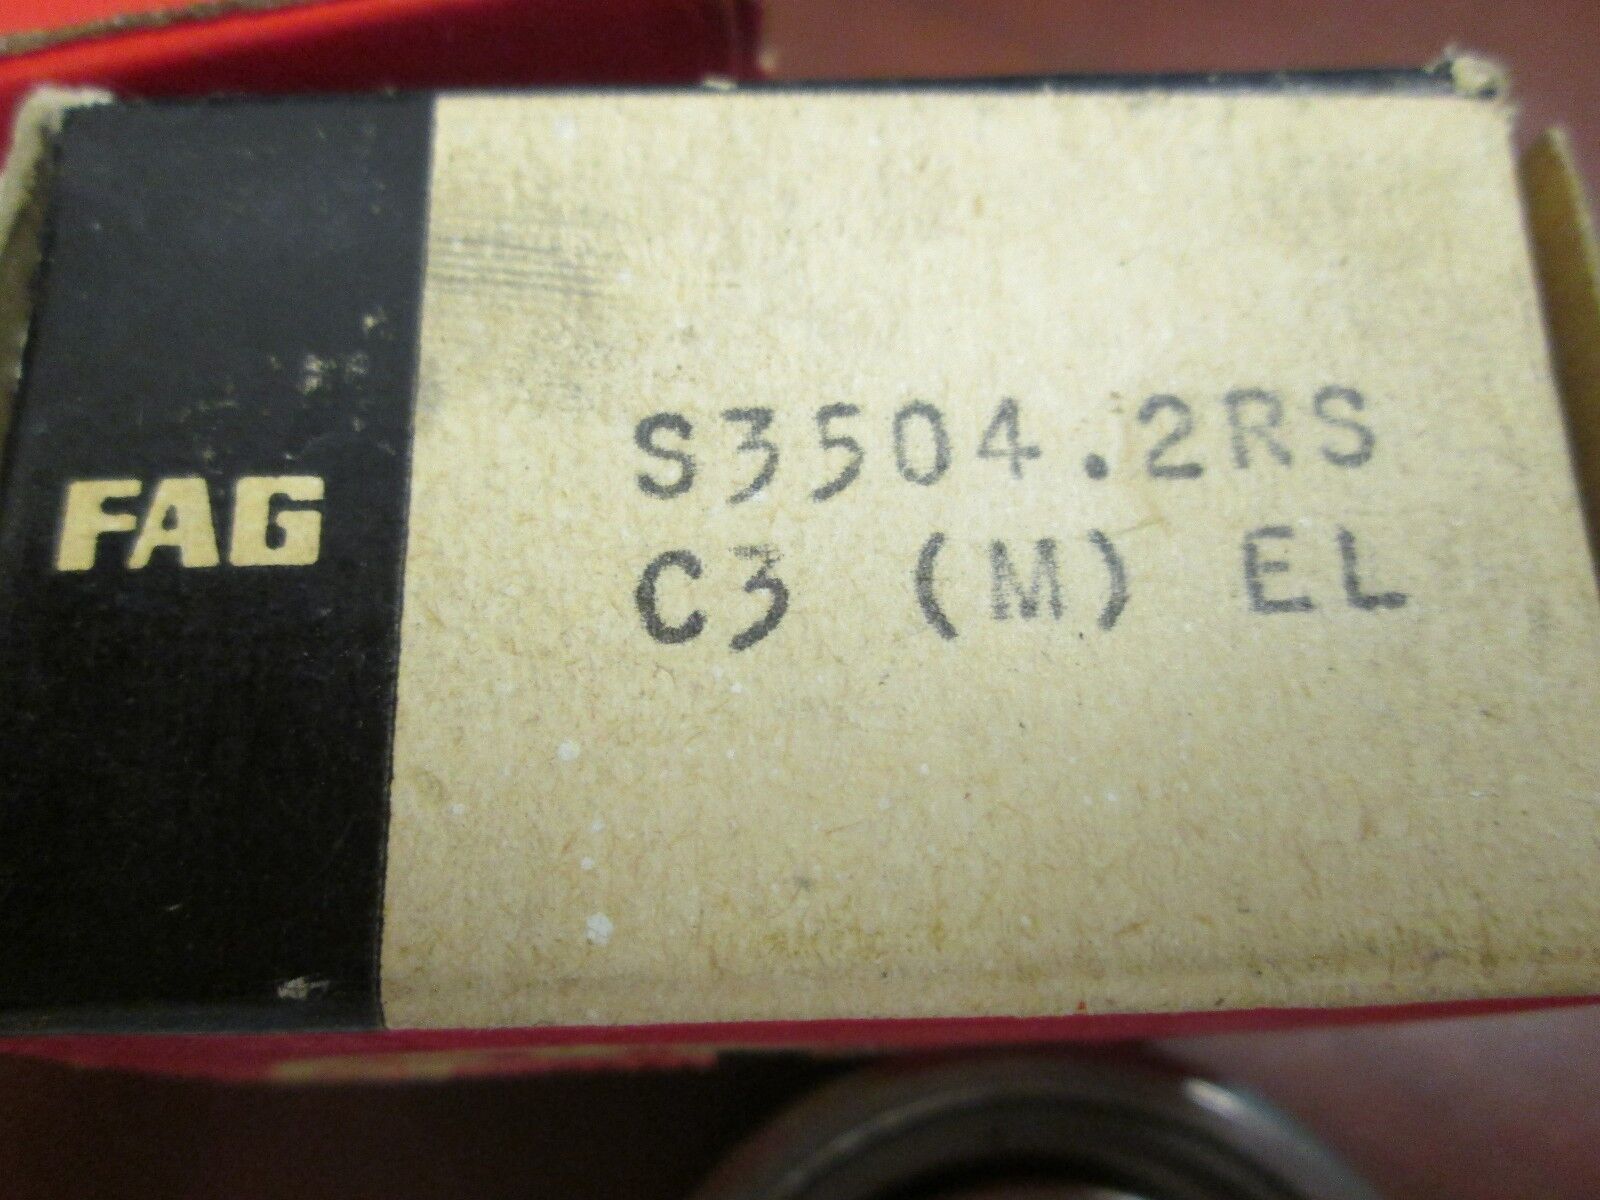 FAG
S3504.2RS
C3 (M) EL